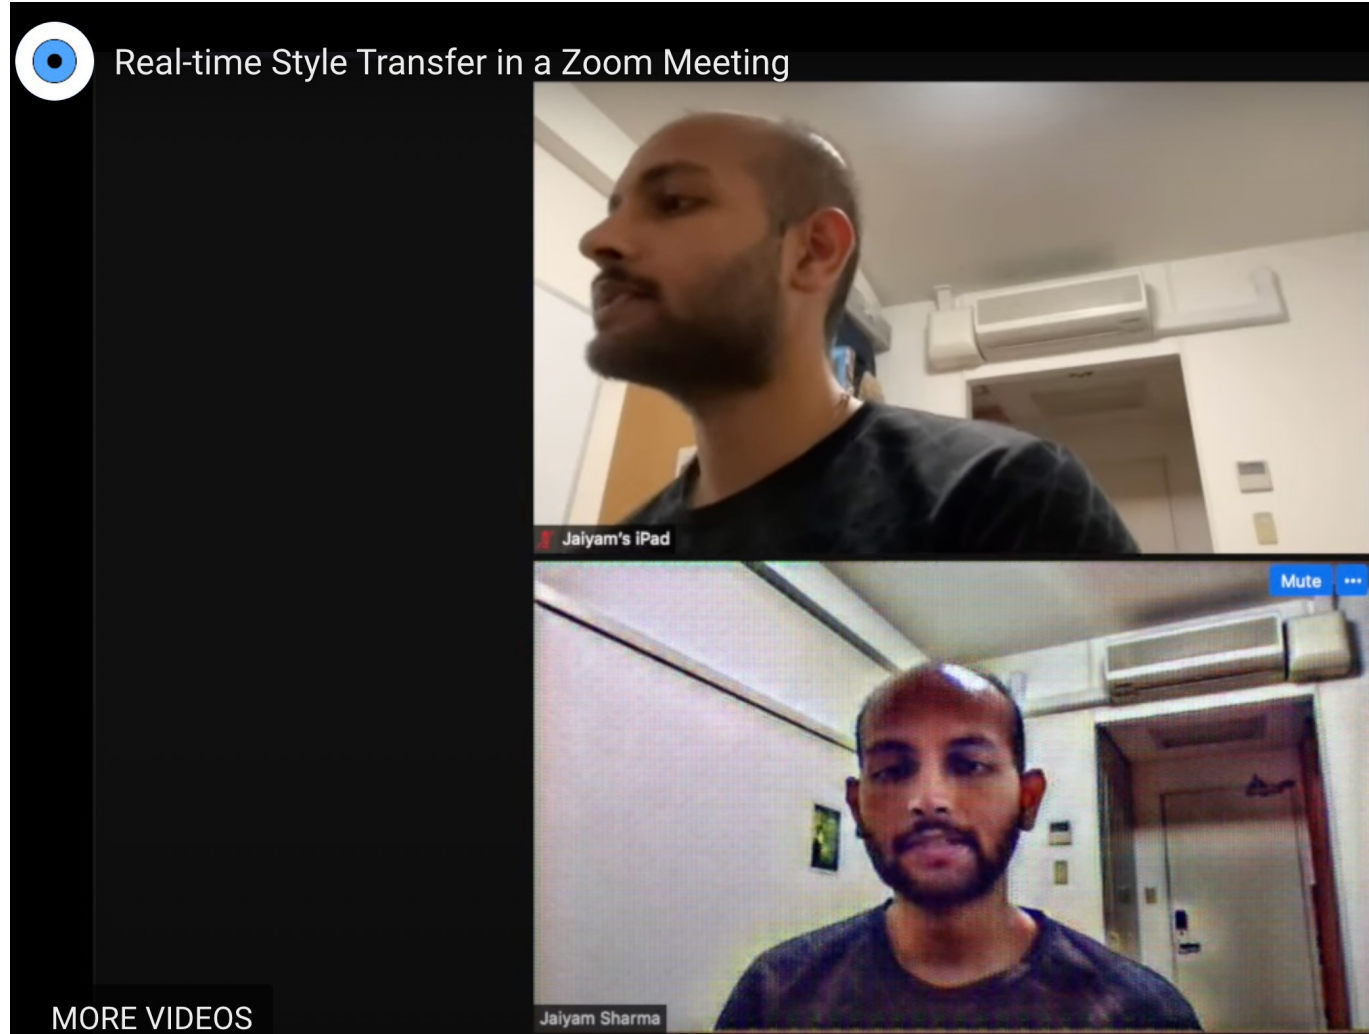 Real-time Style Transfer in a Zoom Meeting
Jaiyam's iPad
Mute
Jaiyam Sharma
MORE VIDEOS